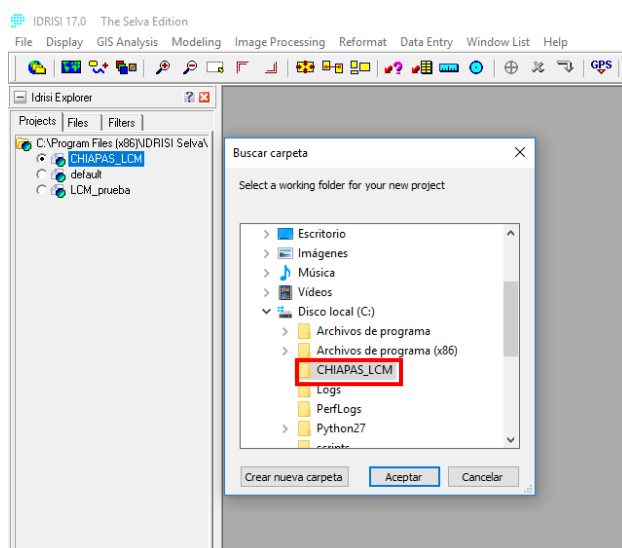 IDRISI 17.0 The Selva Edition
File Display GIS Analysis Modeling Image Processing Reformat Data Entry Window List Help
GPS
Idrisi Explorer
Projects Files Filters
C:\Program Files (x86)\IDRISI Selva\
CHIAPAS_LCM
default
LCM_prueba
Buscar carpeta
Select a working folder for your new project
Escritorio
Imágenes
Música
Vídeos
Disco local (C:)
Archivos de programa
Archivos de programa (x86)
CHIAPAS_LCM
Logs
PerfLogs
Python27
scripts
Crear nueva carpeta Aceptar Cancelar